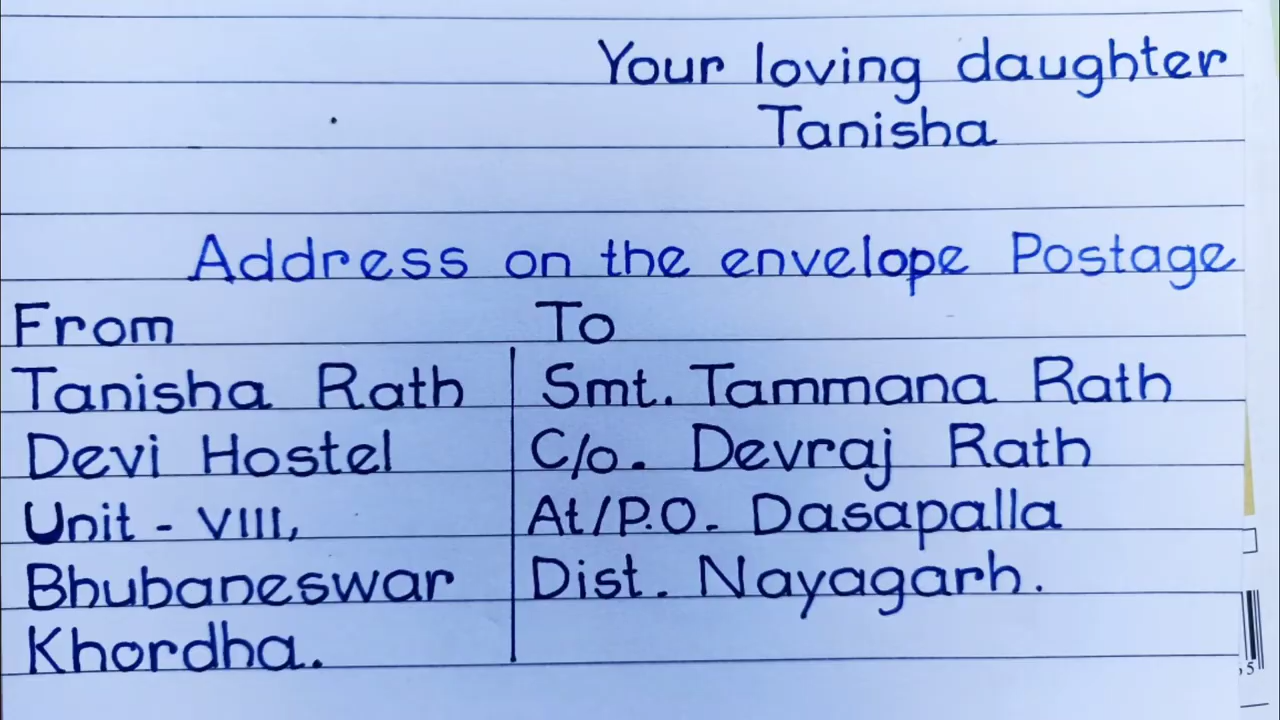 Your loving daughter
Tanisha
Address on the envelope Postage
From
Tanisha Rath
Devi Hostel
Unit - VIII,
Bhubaneswar
Khordha.
To
Smt. Tammana Rath
C/o. Devraj Rath
At/P.O. Dasapalla
Dist. Nayagarh.
5